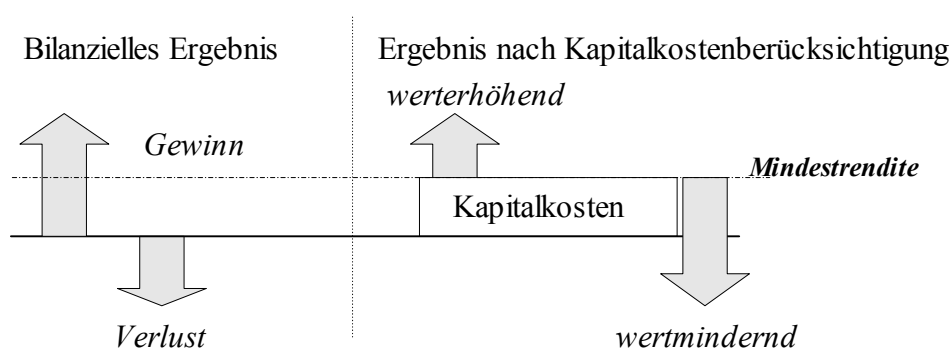 Bilanzielles Ergebnis
Ergebnis nach Kapitalkostenberücksichtigung
werterhöhend
Gewinn
Mindestrendite
Kapitalkosten
Verlust
wertmindernd